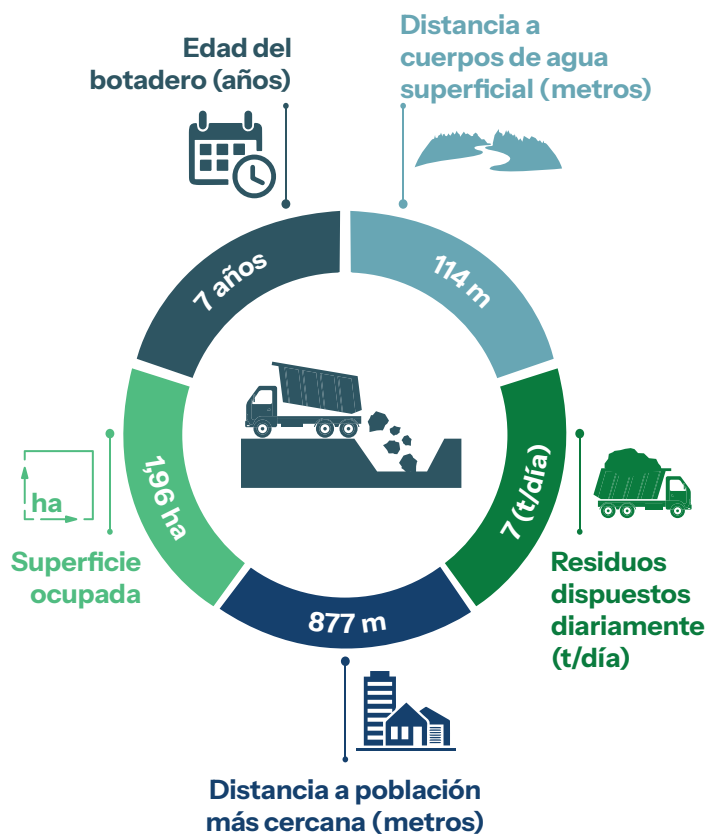 Edad del
botadero (años)
Distancia a
cuerpos de agua
superficial (metros)
7 años
114 m
1,96 ha
7 (t/día)
877 m
ha
Superficie
ocupada
Residuos
dispuestos
diariamente
(t/día)
Distancia a población
más cercana (metros)